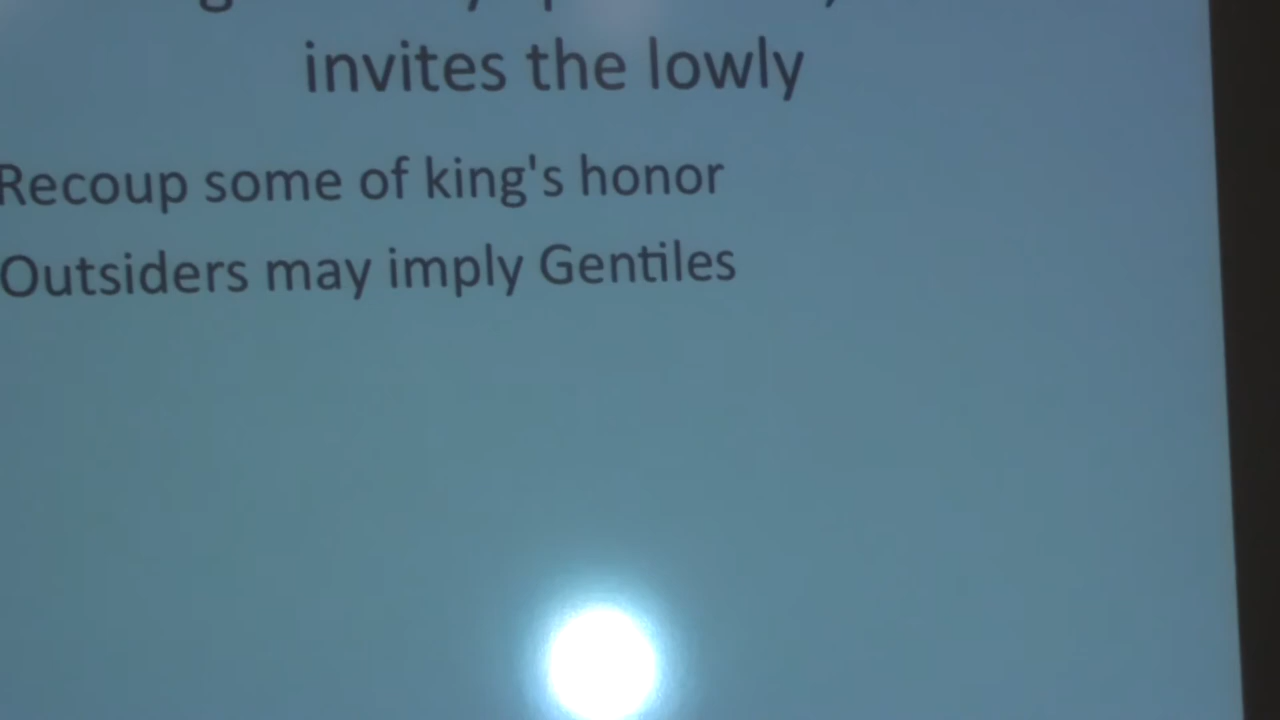 invites the lowly
Recoup some of king's honor
Outsiders may imply Gentiles